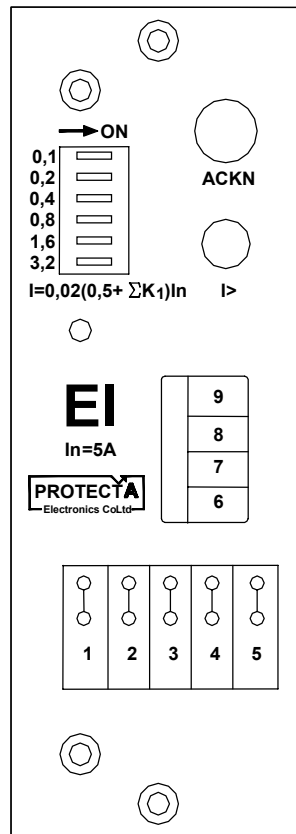 ON
0,1
0,2
0,4
0,8
1,6
3,2
ACKN
I=0,02(0,5+ ΣK1)In
I>
EI
In=5A
PROTECTA
Electronics CoLtd
9
8
7
6
1 2 3 4 5